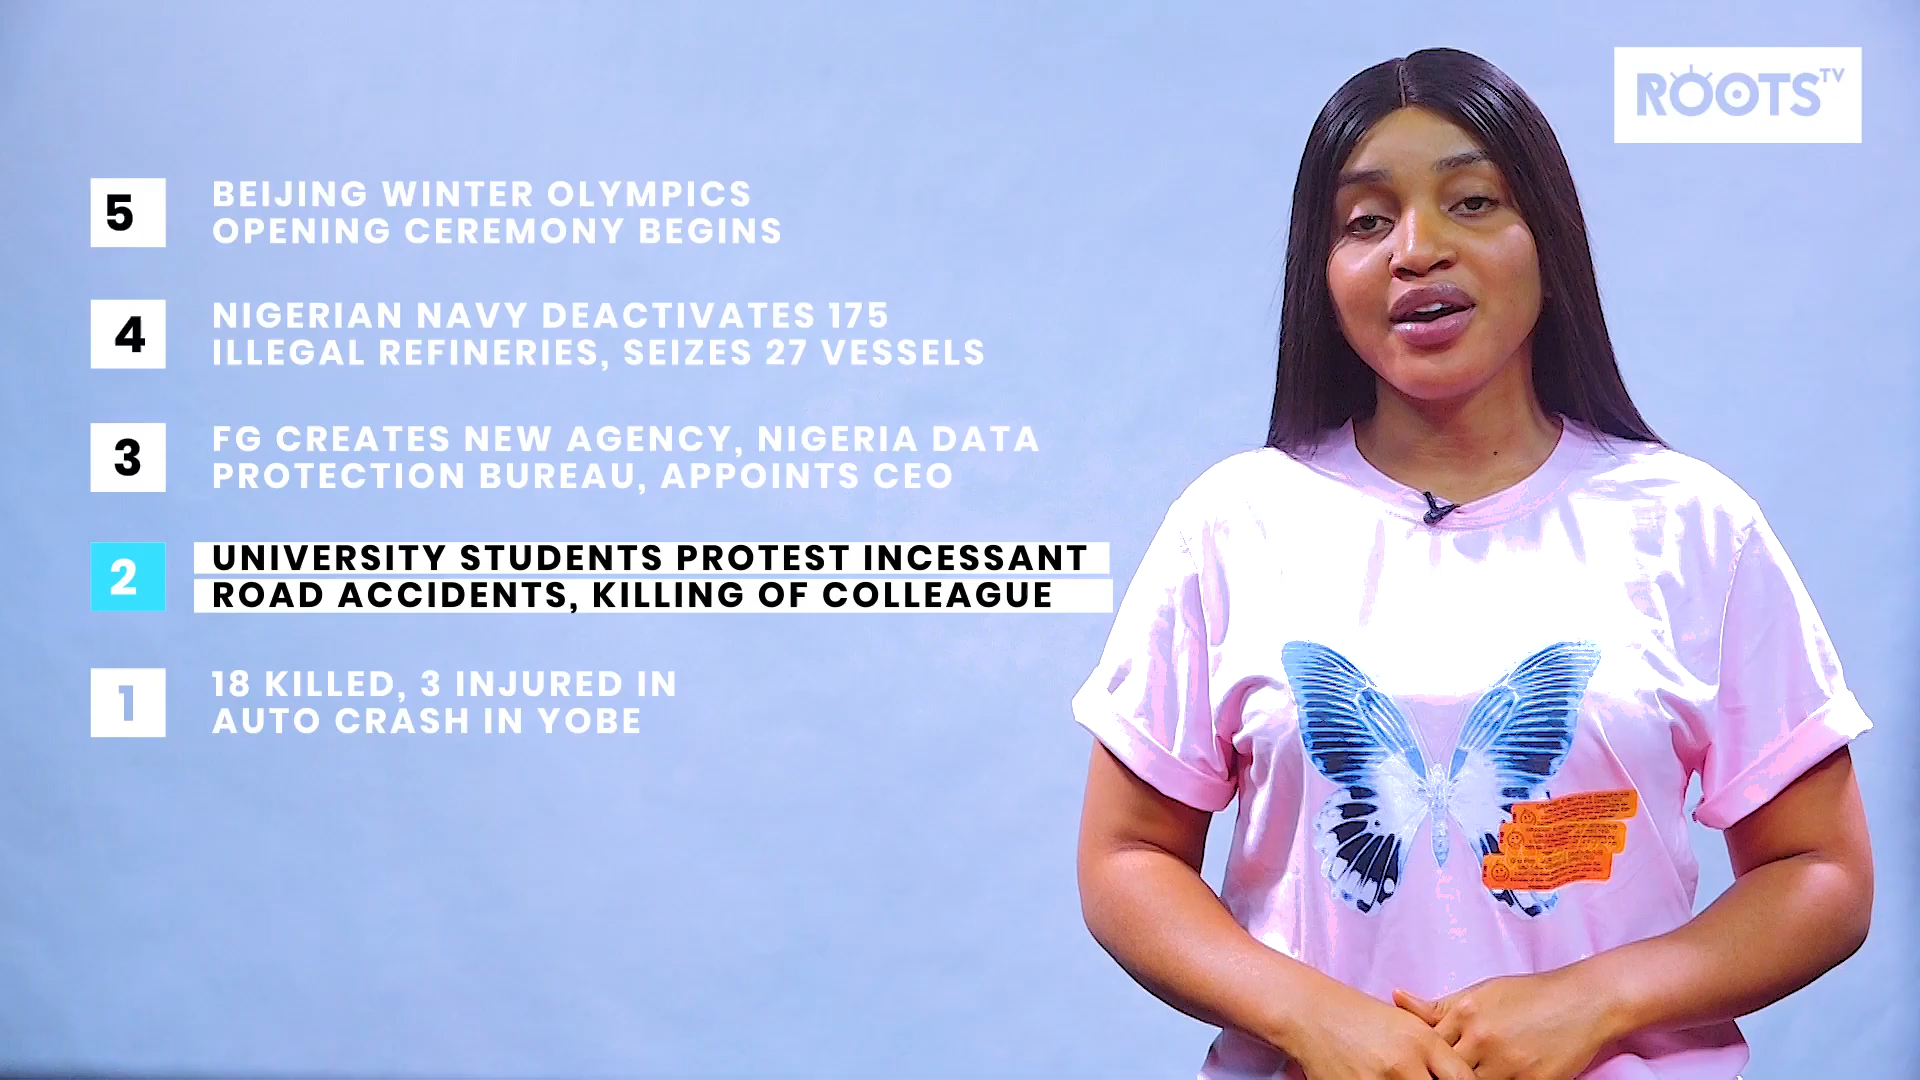 ROOTS TV
5
BEIJING WINTER OLYMPICS
OPENING CEREMONY BEGINS
4
NIGERIAN NAVY DEACTIVATES 175
ILLEGAL REFINERIES, SEIZES 27 VESSELS
3
FG CREATES NEW AGENCY, NIGERIA DATA
PROTECTION BUREAU, APPOINTS CEO
2
UNIVERSITY STUDENTS PROTEST INCESSANT
ROAD ACCIDENTS, KILLING OF COLLEAGUE
1
18 KILLED, 3 INJURED IN
AUTO CRASH IN YOBE